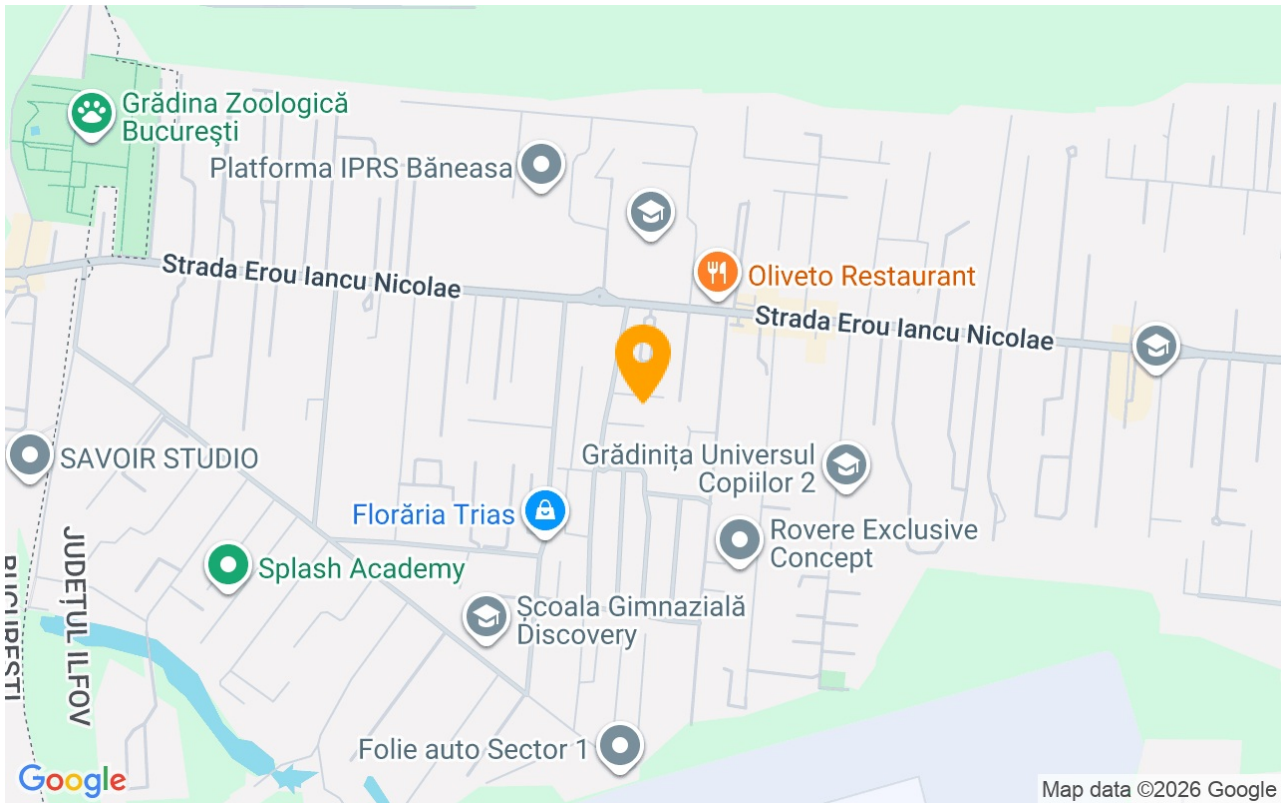 Grădina Zoologică
București
Platforma IPRS Băneasa
Strada Erou Iancu Nicolae
Oliveto Restaurant
Strada Erou Iancu Nicolae
SAVOIR STUDIO
Grădinița Universul
Copiilor 2
Florăria Trias
Rovere Exclusive
Concept
Splash Academy
Școala Gimnazială
Discovery
JUDEȚUL ILFOV
BUCUREȘTI
Folie auto Sector 1
Google
Map data ©2026 Google